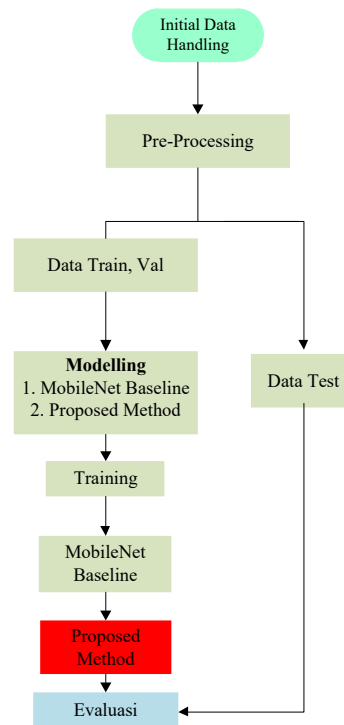 Initial Data
Handling
Pre-Processing
Data Train, Val
Modelling
1. MobileNet Baseline
2. Proposed Method
Data Test
Training
MobileNet
Baseline
Proposed
Method
Evaluasi